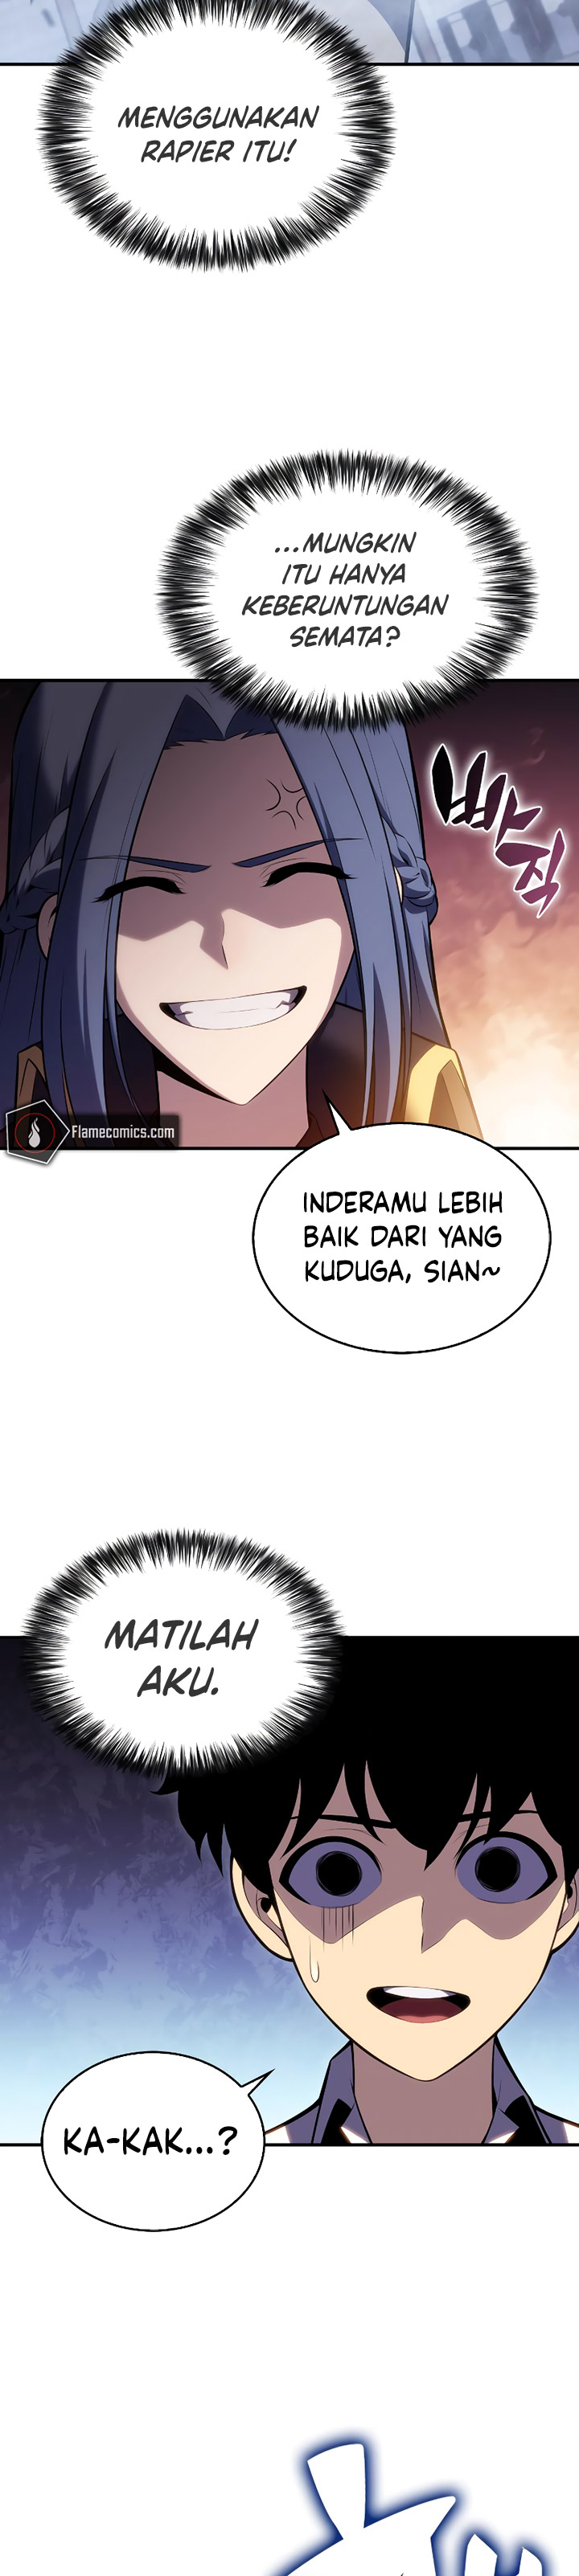 MENGGUNAKAN
RAPIER ITU!
...MUNGKIN
ITU HANYA
KEBERUNTUNGAN
SEMATA?
빠
직
Flamecomics.com
INDERAMU LEBIH
BAIK DARI YANG
KUDUGA, SIAN~
MATILAH
AKU.
KA-KAK...?